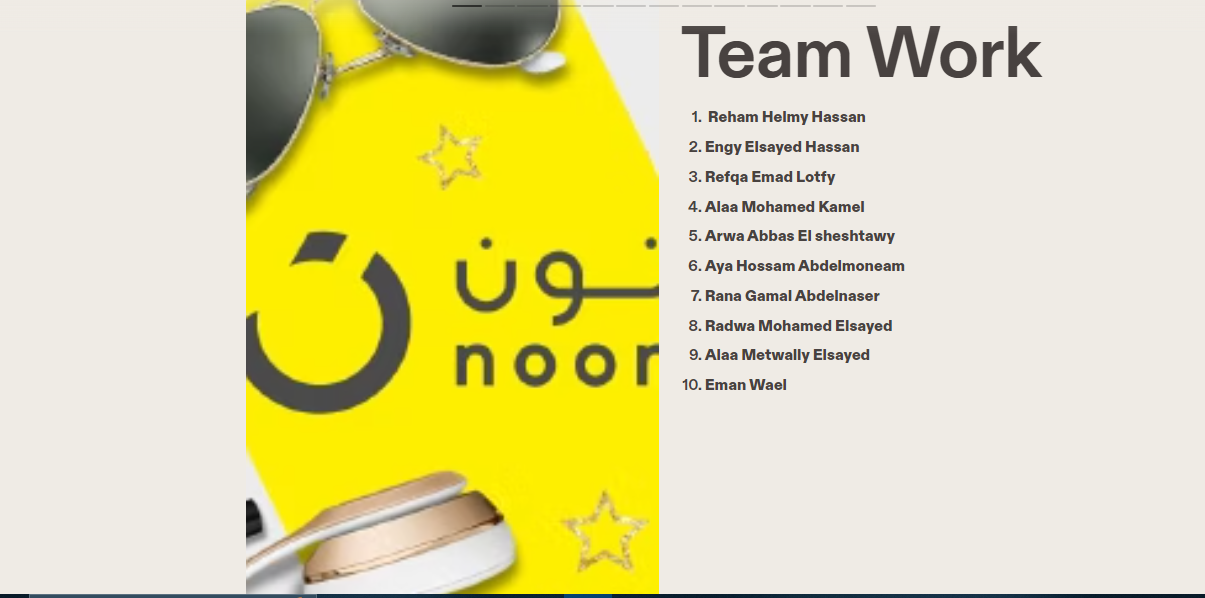 Team Work
1. Reham Helmy Hassan
2. Engy Elsayed Hassan
3. Refqa Emad Lotfy
4. Alaa Mohamed Kamel
5. Arwa Abbas El sheshtawy
6. Aya Hossam Abdelmoneam
7. Rana Gamal Abdelnaser
8. Radwa Mohamed Elsayed
9. Alaa Metwally Elsayed
10. Eman Wael
نون
noon